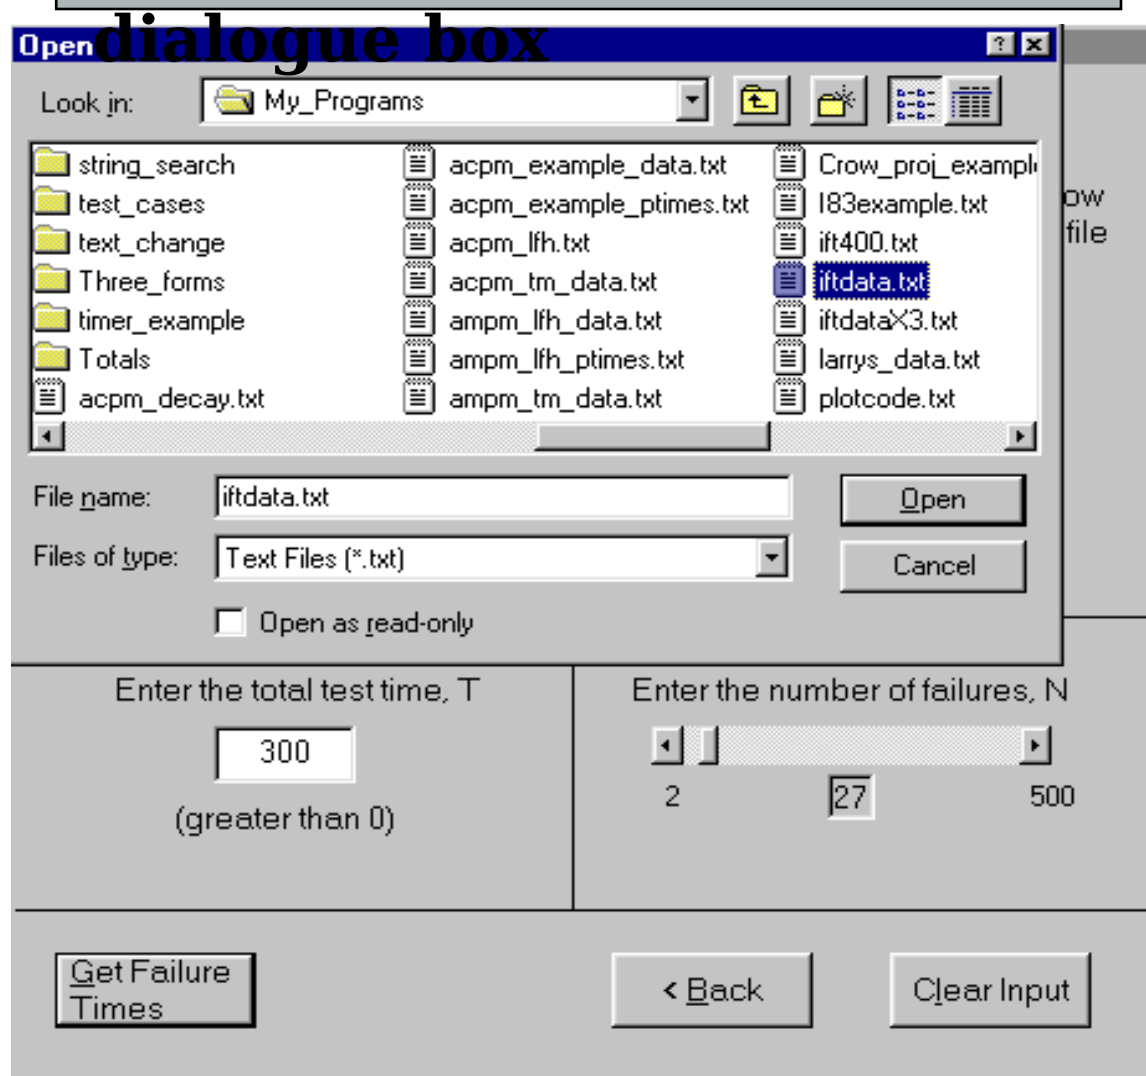 dialogue box
Open
Look in: My_Programs
string_search acpm_example_data.txt Crow_proj_example
test_cases acpm_example_ptimes.txt I83example.txt
text_change acpm_lfh.txt ift400.txt
Three_forms acpm_tm_data.txt iftdata.txt
timer_example ampm_lfh_data.txt iftdataX3.txt
Totals ampm_lfh_ptimes.txt larrys_data.txt
acpm_decay.txt ampm_tm_data.txt plotcode.txt
ow
file
File name: iftdata.txt Open
Files of type: Text Files (*.txt) Cancel
Open as read-only
Enter the total test time, T Enter the number of failures, N
300
2 27 500
(greater than 0)
Get Failure
Times
< Back Clear Input